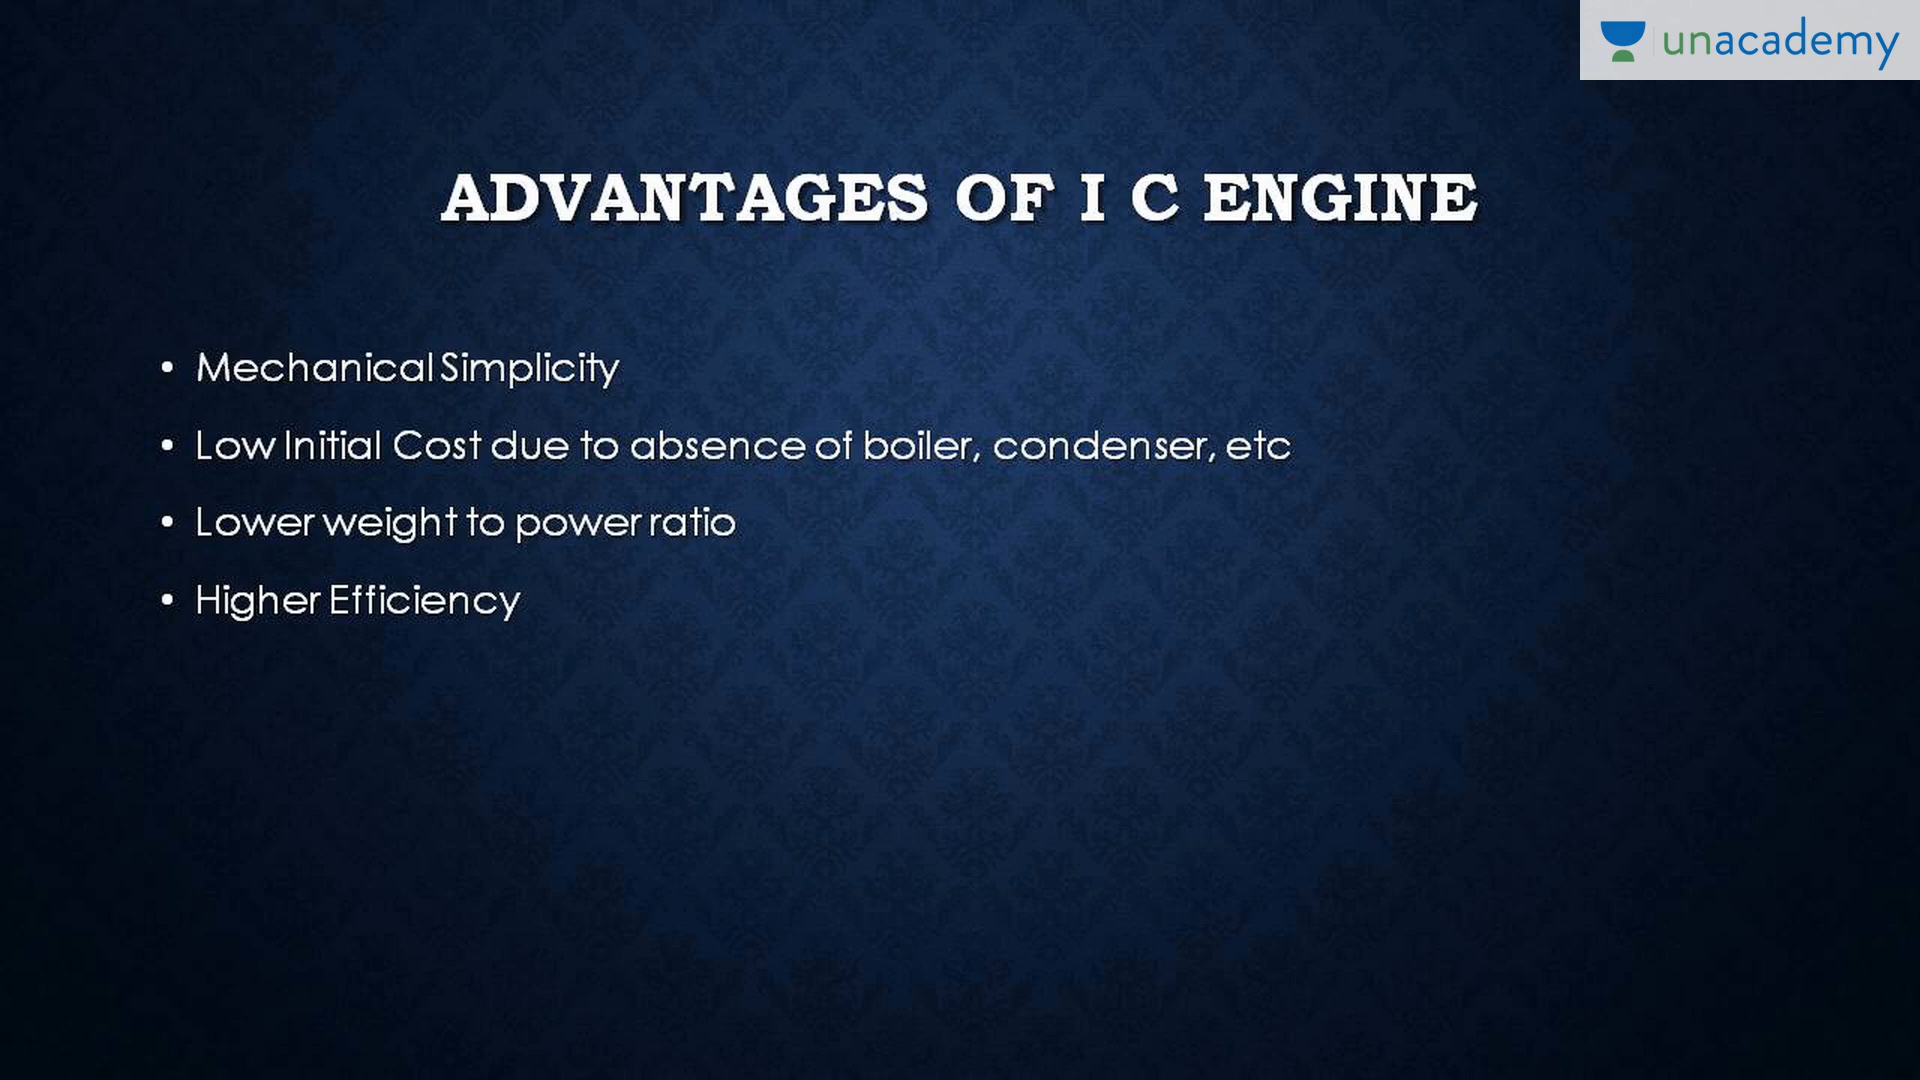 unacademy
ADVANTAGES OF I C ENGINE
• Mechanical Simplicity
• Low Initial Cost due to absence of boiler, condenser, etc
• Lower weight to power ratio
• Higher Efficiency